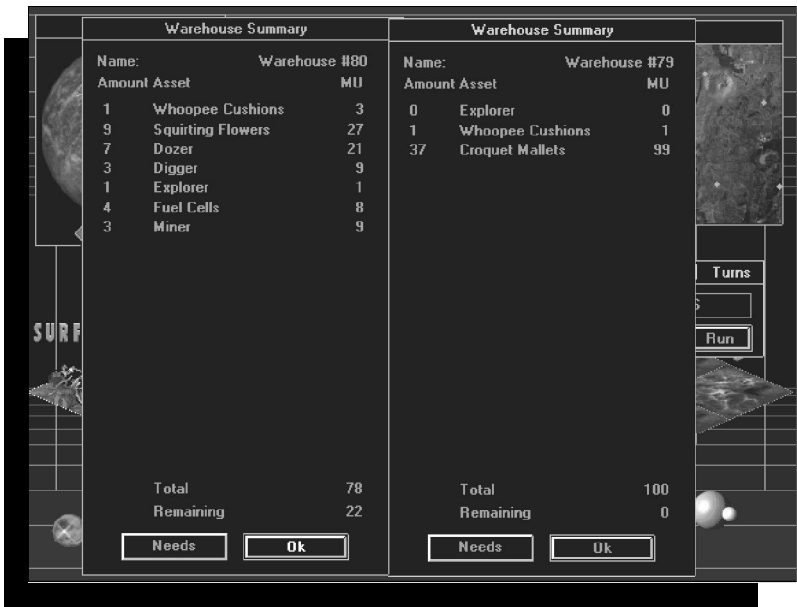 Warehouse Summary
Name: Warehouse #80
Amount Asset MU
1 Whoopee Cushions 3
9 Squirting Flowers 27
7 Dozer 21
3 Digger 9
1 Explorer 1
4 Fuel Cells 8
3 Miner 9
Total 78
Remaining 22
Needs Ok
Warehouse Summary
Name: Warehouse #79
Amount Asset MU
0 Explorer 0
1 Whoopee Cushions 1
37 Croquet Mallets 99
Total 100
Remaining 0
Needs Ok
Turns
Run
SURF